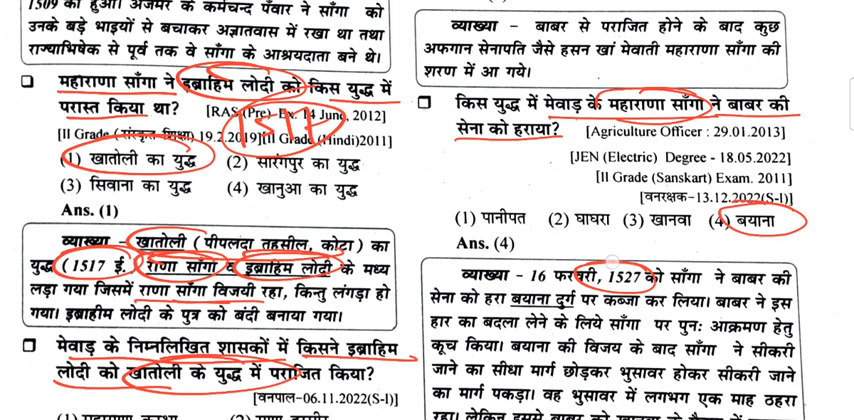 1509 को हुआ। अजमेर के कर्मचन्द पँवार ने साँगा को
उनके बड़े भाइयों से बचाकर अज्ञातवास में रखा था तथा
राज्याभिषेक से पूर्व तक वे साँगा के आश्रयदाता बने थे।
महाराणा साँगा ने इब्राहिम लोदी को किस युद्ध में
परास्त किया था? [RAS (Pre) Ex. 14 June, 2012]
1517
[II Grade (संस्कृत शिक्षा) 19.2.2019][II Grade (Hindi)2011]
(1) खातोली का युद्ध (2) सारंगपुर का युद्ध
(3) सिवाना का युद्ध (4) खानुआ का युद्ध
Ans. (1)
व्याख्या - खातोली (पीपलदा तहसील, कोटा) का
युद्ध (1517 ई. राणा साँगा व इब्राहिम लोदी के मध्य
लड़ा गया जिसमें राणा साँगा विजयी रहा, किन्तु लंगड़ा हो
गया। इब्राहीम लोदी के पुत्र को बंदी बनाया गया।
मेवाड़ के निम्नलिखित शासकों में किसने इब्राहिम
लोदी को खातोली के युद्ध में पराजित किया?
[वनपाल-06.11.2022(S-I)]
व्याख्या - बाबर से पराजित होने के बाद कुछ
अफगान सेनापति जैसे हसन खां मेवाती महाराणा साँगा की
शरण में आ गये।
किस युद्ध में मेवाड़ के महाराणा साँगा ने बाबर की
सेना को हराया? [Agriculture Officer : 29.01.2013]
[JEN (Electric) Degree - 18.05.2022]
[II Grade (Sanskart) Exam. 2011]
[वनरक्षक-13.12.2022(S-I)]
(1) पानीपत (2) घाघरा (3) खानवा (4) बयाना
Ans. (4)
व्याख्या - 16 फरवरी, 1527 को साँगा ने बाबर की
सेना को हरा बयाना दुर्ग पर कब्जा कर लिया। बाबर ने इस
हार का बदला लेने के लिये साँगा पर पुनः आक्रमण हेतु
कूच किया। बयाना की विजय के बाद साँगा ने सीकरी
जाने का सीधा मार्ग छोड़कर भुसावर होकर सीकरी जाने
का मार्ग पकड़ा। वह भुसावर में लगभग एक माह ठहरा
रहा। लेकिन इससे बाबर को खानवा